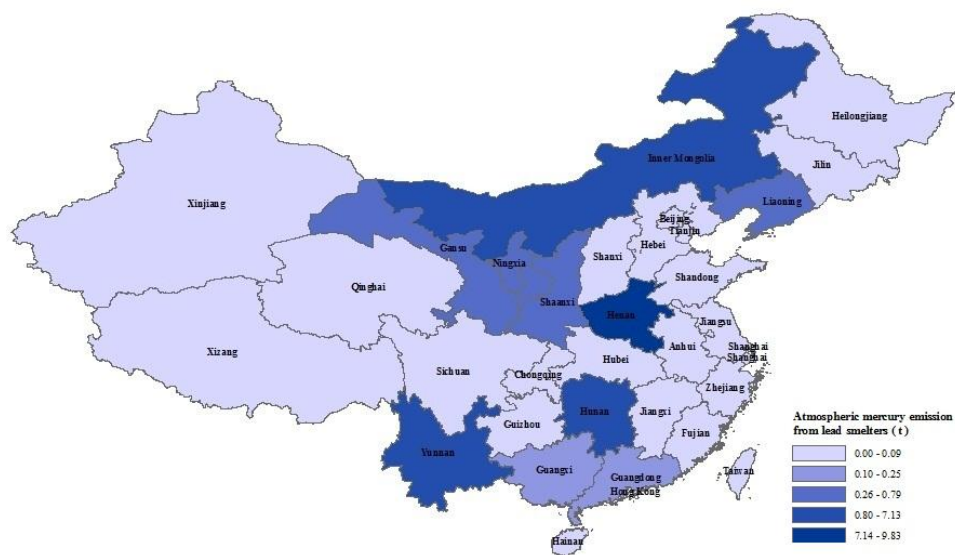 Heilongjiang
Inner Mongulia
Jilin
Xinjiang
Liaoning
Beijing
Tianjin
Gansu
Hebei
Ningxia
Shanxi
Shandong
Qinghai
Shaanxi
Henan
Jiangsu
Xizang
Anhui
Shanghai
Shanghai
Hubei
Sichuan
Chongqing
Zhejiang
Hunan
Jiangxi
Guizhou
Fujian
Yunnan
Guangxi
Guangdong
Hong Kong
Taiwan
Hainan
Atmospheric mercury emission
from lead smelters ( t )
0.00 - 0.09
0.10 - 0.25
0.26 - 0.79
0.80 - 7.13
7.14 - 9.83